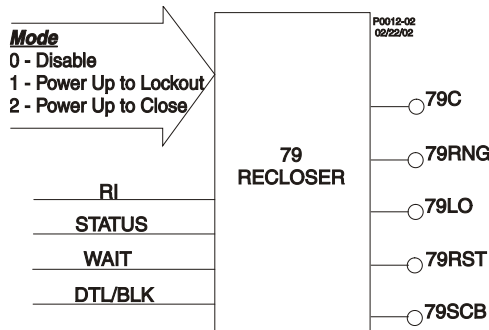 P0012-02
02/22/02
Mode
0 - Disable
1 - Power Up to Lockout
2 - Power Up to Close
79
RECLOSER
RI
STATUS
WAIT
DTL/BLK
79C
79RNG
79LO
79RST
79SCB